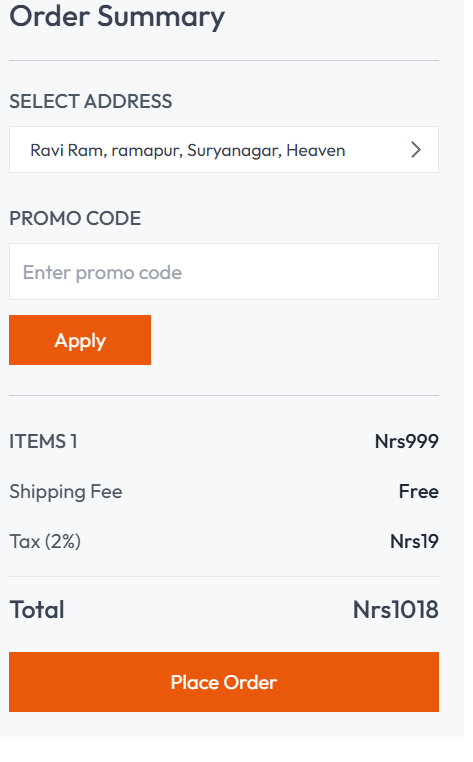 Order Summary
SELECT ADDRESS
Ravi Ram, ramapur, Suryanagar, Heaven
PROMO CODE
Enter promo code
Apply
ITEMS 1 Nrs999
Shipping Fee Free
Tax (2%) Nrs19
Total Nrs1018
Place Order